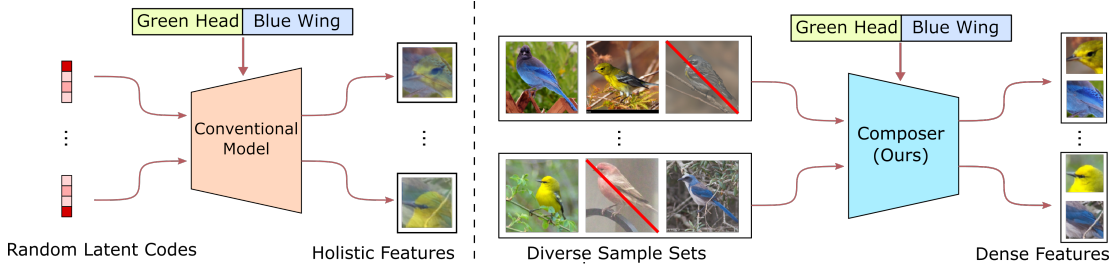 Green Head Blue Wing
Conventional
Model
Random Latent Codes
Holistic Features
Green Head Blue Wing
Composer
(Ours)
Diverse Sample Sets
Dense Features